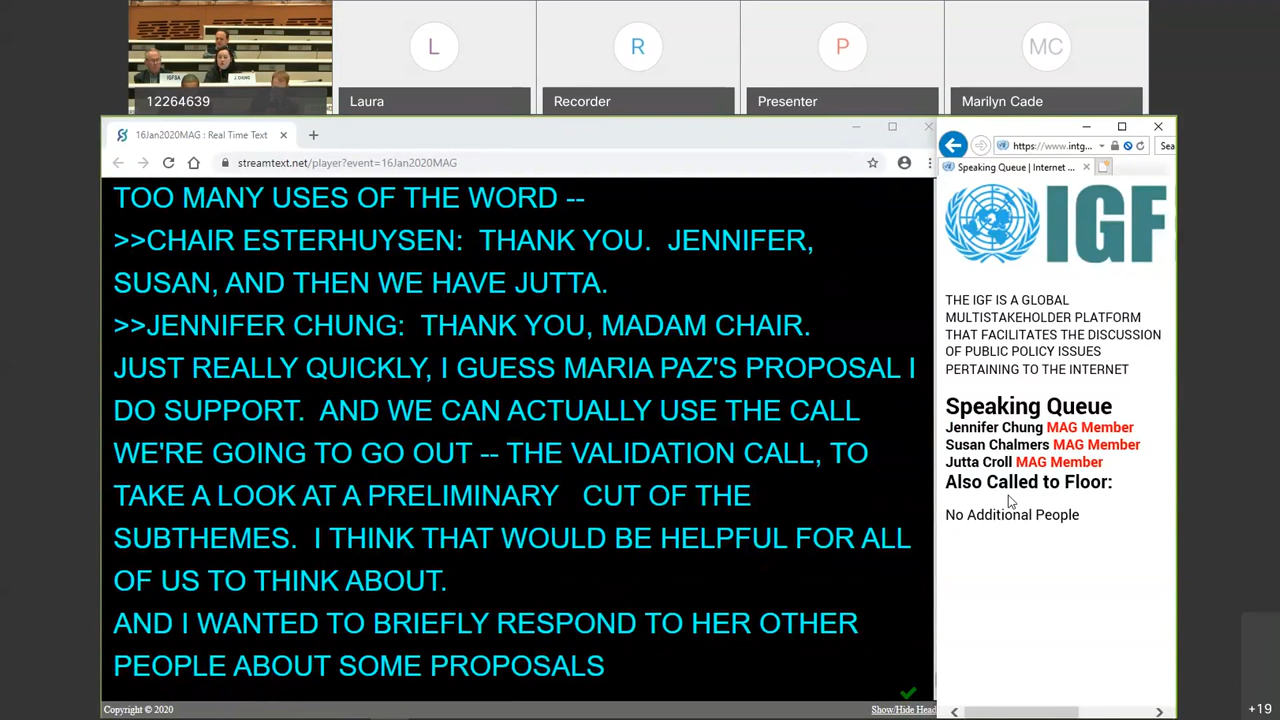 IGFSA
J. CHUNG
12264639
L
Laura
R
Recorder
P
Presenter
MC
Marilyn Cade
16Jan2020MAG : Real Time Text
streamtext.net/player?event=16Jan2020MAG
TOO MANY USES OF THE WORD --
>>CHAIR ESTERHUYSEN:  THANK YOU.  JENNIFER,
SUSAN, AND THEN WE HAVE JUTTA.
>>JENNIFER CHUNG:  THANK YOU, MADAM CHAIR.
JUST REALLY QUICKLY, I GUESS MARIA PAZ'S PROPOSAL I
DO SUPPORT.  AND WE CAN ACTUALLY USE THE CALL
WE'RE GOING TO GO OUT -- THE VALIDATION CALL, TO
TAKE A LOOK AT A PRELIMINARY   CUT OF THE
SUBTHEMES.  I THINK THAT WOULD BE HELPFUL FOR ALL
OF US TO THINK ABOUT.
AND I WANTED TO BRIEFLY RESPOND TO HER OTHER
PEOPLE ABOUT SOME PROPOSALS
Copyright © 2020
Show/Hide Head
https://www.intg...
Sea
Speaking Queue | Internet ...
IGF
THE IGF IS A GLOBAL
MULTISTAKEHOLDER PLATFORM
THAT FACILITATES THE DISCUSSION
OF PUBLIC POLICY ISSUES
PERTAINING TO THE INTERNET
Speaking Queue
Jennifer Chung MAG Member
Susan Chalmers MAG Member
Jutta Croll MAG Member
Also Called to Floor:
No Additional People
+19